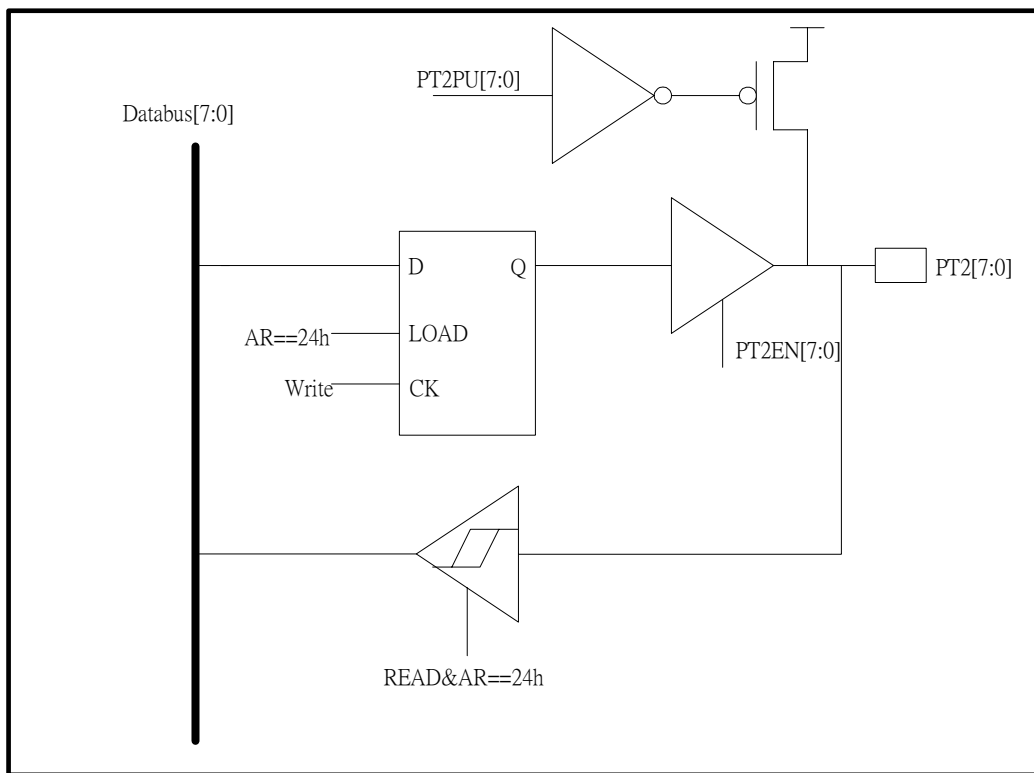 PT2PU[7:0]
Databus[7:0]
D
Q
PT2[7:0]
AR==24h
LOAD
PT2EN[7:0]
Write
CK
READ&AR==24h